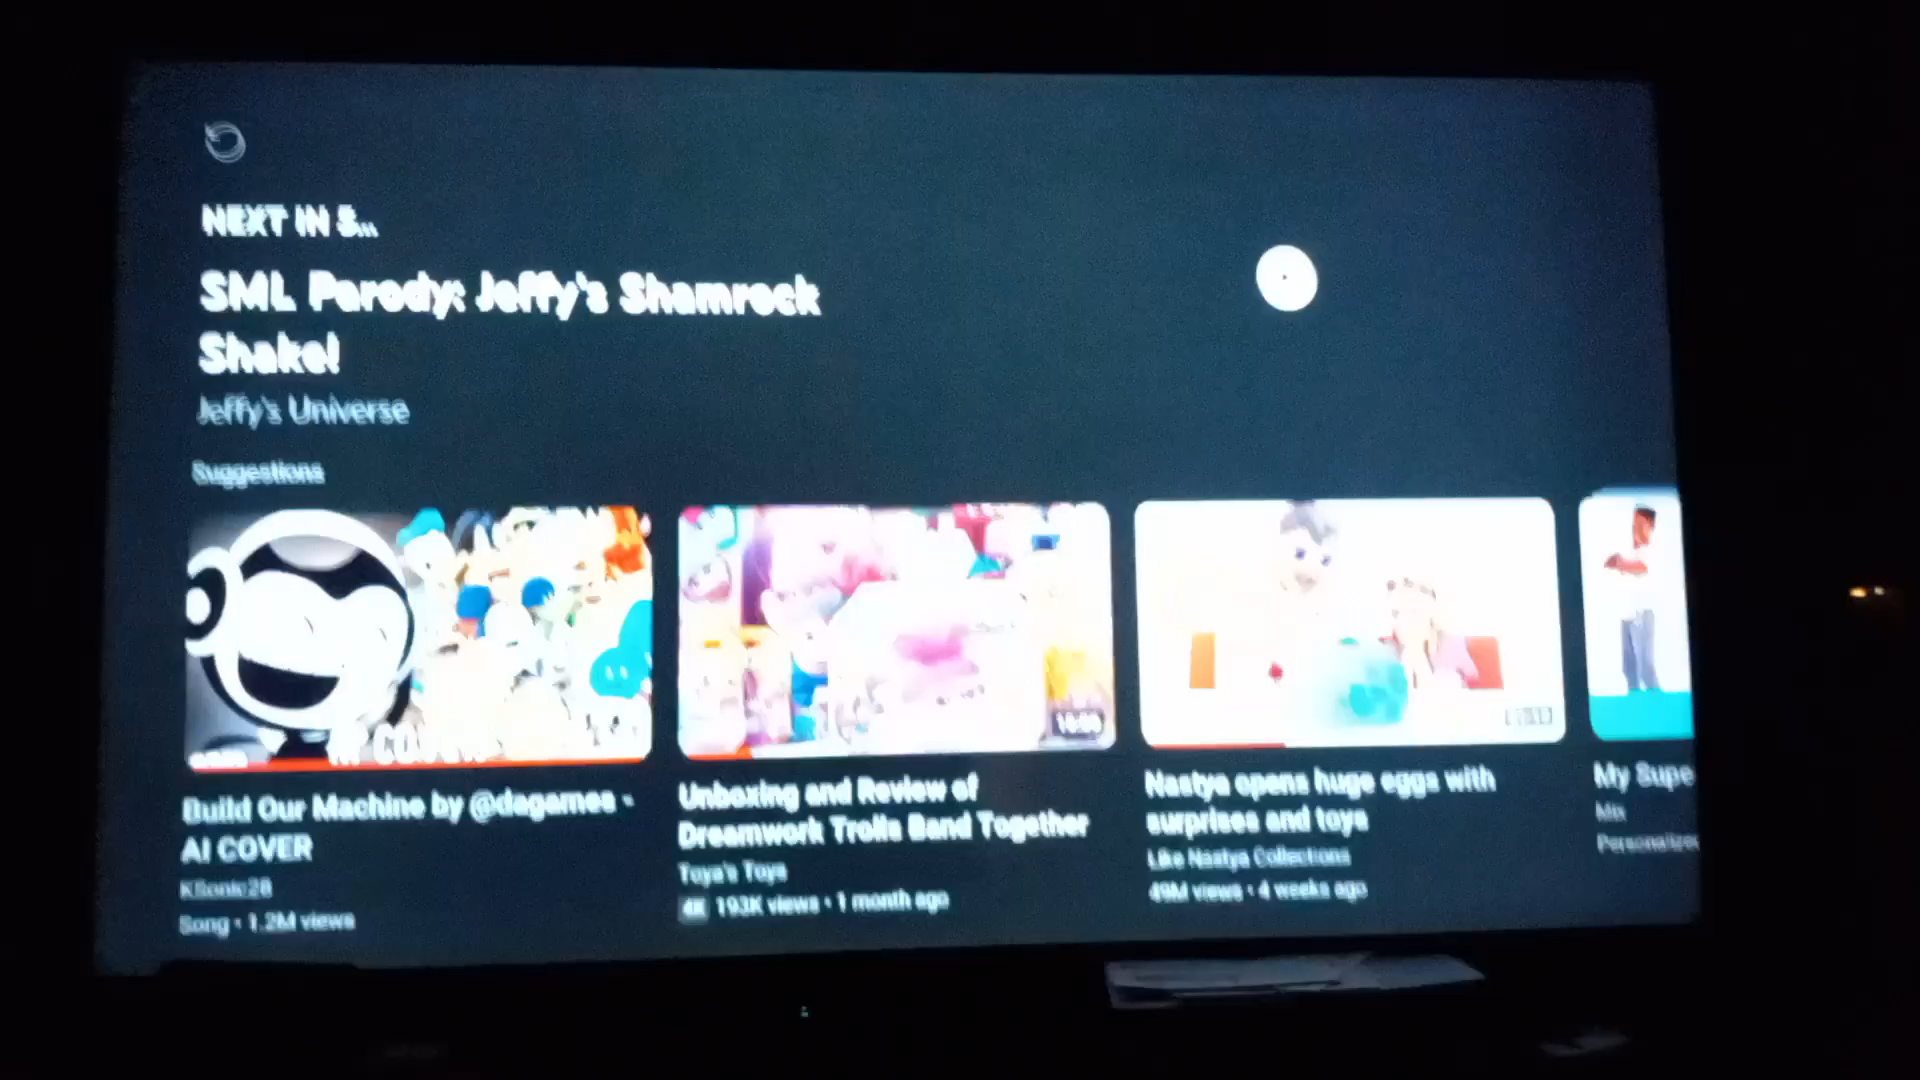 NEXT IN 5...
SML Parody: Jeffy's Shamrock
Shake!
Jeffy's Universe
Suggestions
Build Our Machine by @dagames -
AI COVER
KSonic28
Song • 1.2M views
Unboxing and Review of
Dreamwork Trolls Band Together
Toya's Toys
4K 193K views • 1 month ago
Nastya opens huge eggs with
surprises and toys
Like Nastya Collections
49M views • 4 weeks ago
My Supe
Mix
Personalized